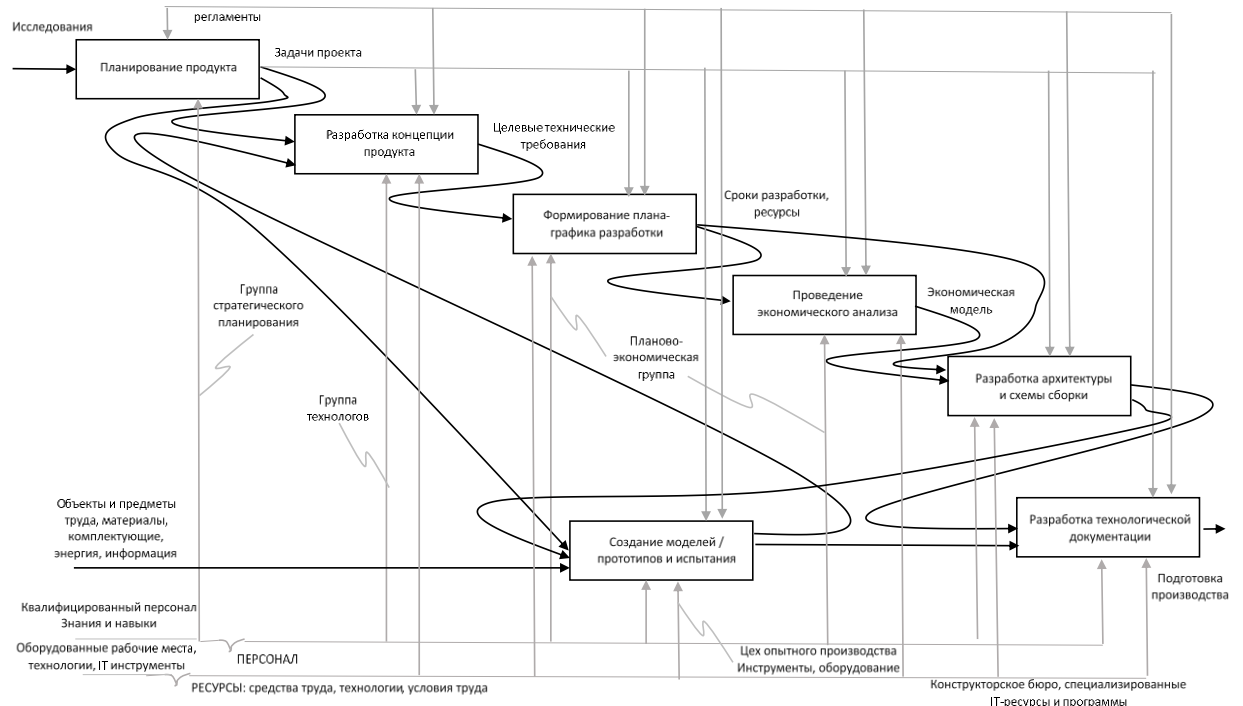 регламенты
Исследования
Задачи проекта
Планирование продукта
Разработка концепции
продукта
Целевые технические
требования
Формирование плана-
графика разработки
Сроки разработки,
ресурсы
Проведение
экономического анализа
Экономическая
модель
Группа
стратегического
планирования
Планово-
экономическая
группа
Разработка архитектуры
и схемы сборки
Группа
технологов
Объекты и предметы
труда, материалы,
комплектующие,
энергия, информация
Создание моделей /
прототипов и испытания
Разработка технологической
документации
Подготовка
производства
Квалифицированный персонал
Знания и навыки
Оборудованные рабочие места,
технологии, IT инструменты
ПЕРСОНАЛ
Цех опытного производства
Инструменты, оборудование
РЕСУРСЫ: средства труда, технологии, условия труда
Конструкторское бюро, специализированные
IT-ресурсы и программы